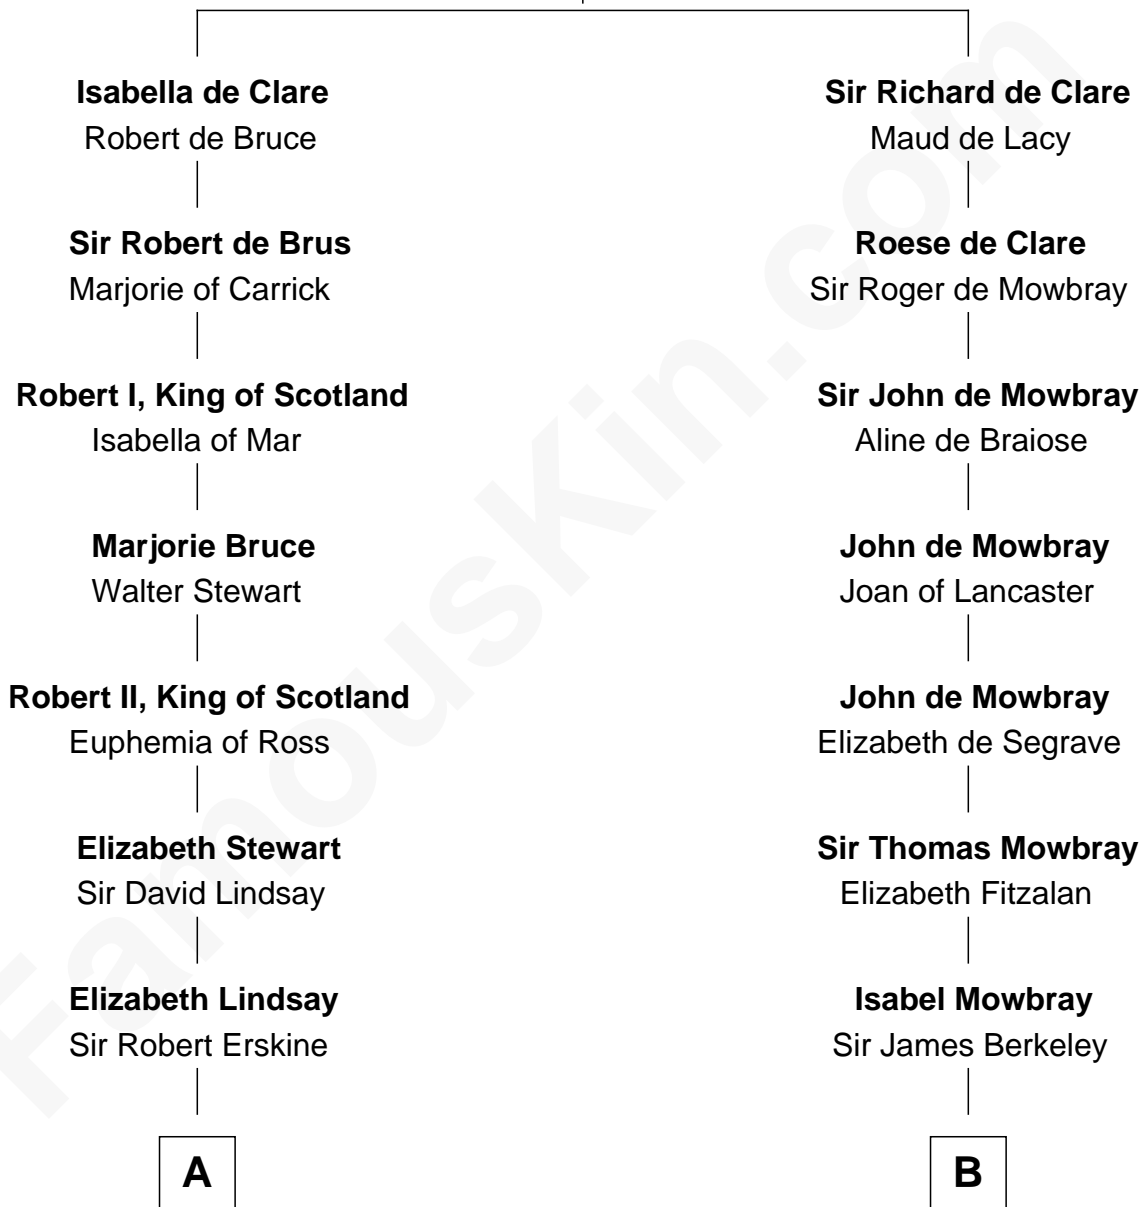 Isabella de Clare
Robert de Bruce
Sir Robert de Brus
Marjorie of Carrick
Robert I, King of Scotland
Isabella of Mar
Marjorie Bruce
Walter Stewart
Robert II, King of Scotland
Euphemia of Ross
Elizabeth Stewart
Sir David Lindsay
Elizabeth Lindsay
Sir Robert Erskine
A
Sir Richard de Clare
Maud de Lacy
Roese de Clare
Sir Roger de Mowbray
Sir John de Mowbray
Aline de Braiose
John de Mowbray
Joan of Lancaster
John de Mowbray
Elizabeth de Segrave
Sir Thomas Mowbray
Elizabeth Fitzalan
Isabel Mowbray
Sir James Berkeley
B
FamousKin.com